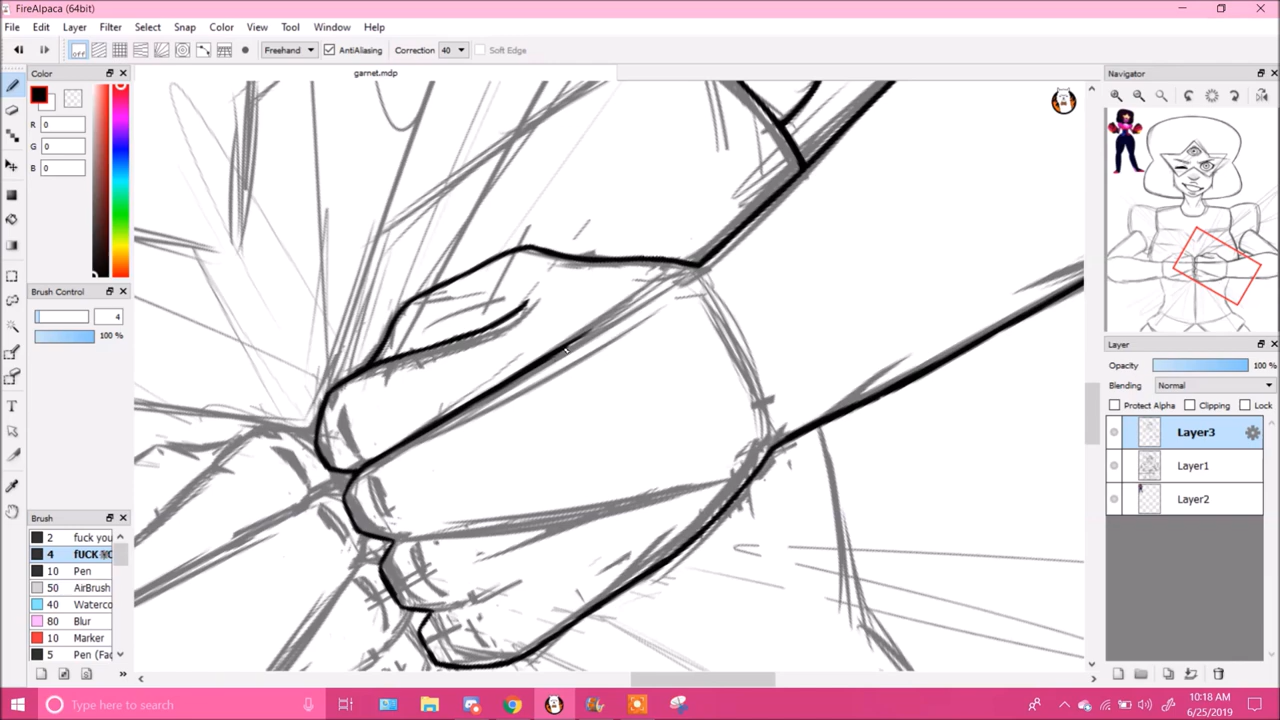 FireAlpaca (64bit)
File Edit Layer Filter Select Snap Color View Tool Window Help
off Freehand AntiAliasing Correction 40 Soft Edge
Color
garnet.mdp
Navigator
R 0
G 0
B 0
Brush Control
4
100 %
Layer
Opacity 100 %
Blending Normal
Protect Alpha Clipping Lock
Layer3
Layer1
Layer2
Brush
2 fuck you
4 fUCK
10 Pen
50 AirBrush
40 Waterco
80 Blur
10 Marker
5 Pen (Fad
Type here to search
10:18 AM
6/25/2019